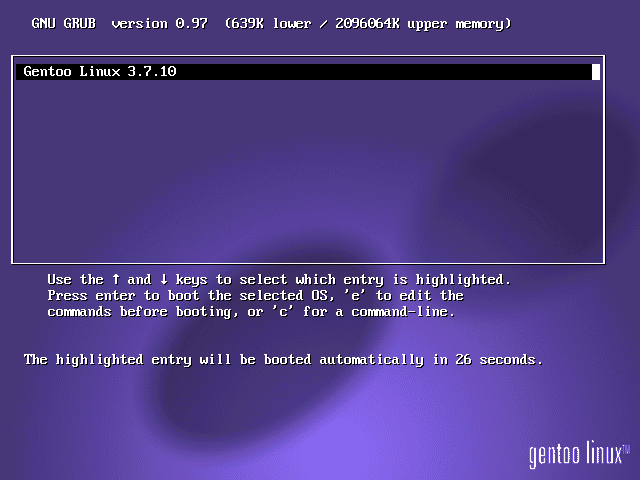 GNU GRUB  version 0.97  (639K lower / 2096064K upper memory)
Gentoo Linux 3.7.10
Use the ↑ and ↓ keys to select which entry is highlighted.
Press enter to boot the selected OS, 'e' to edit the
commands before booting, or 'c' for a command-line.
The highlighted entry will be booted automatically in 26 seconds.
gentoo linux™